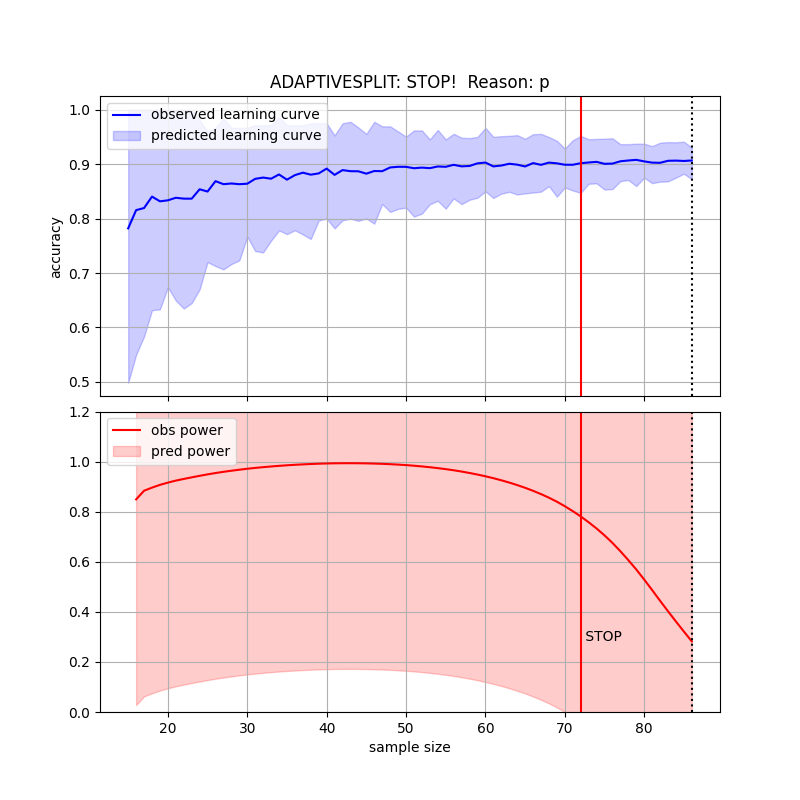 ADAPTIVESPLIT: STOP!  Reason: p
observed learning curve
predicted learning curve
1.0
0.9
0.8
0.7
0.6
0.5
accuracy
obs power
pred power
1.2
1.0
0.8
0.6
0.4
0.2
0.0
STOP
20 30 40 50 60 70 80
sample size